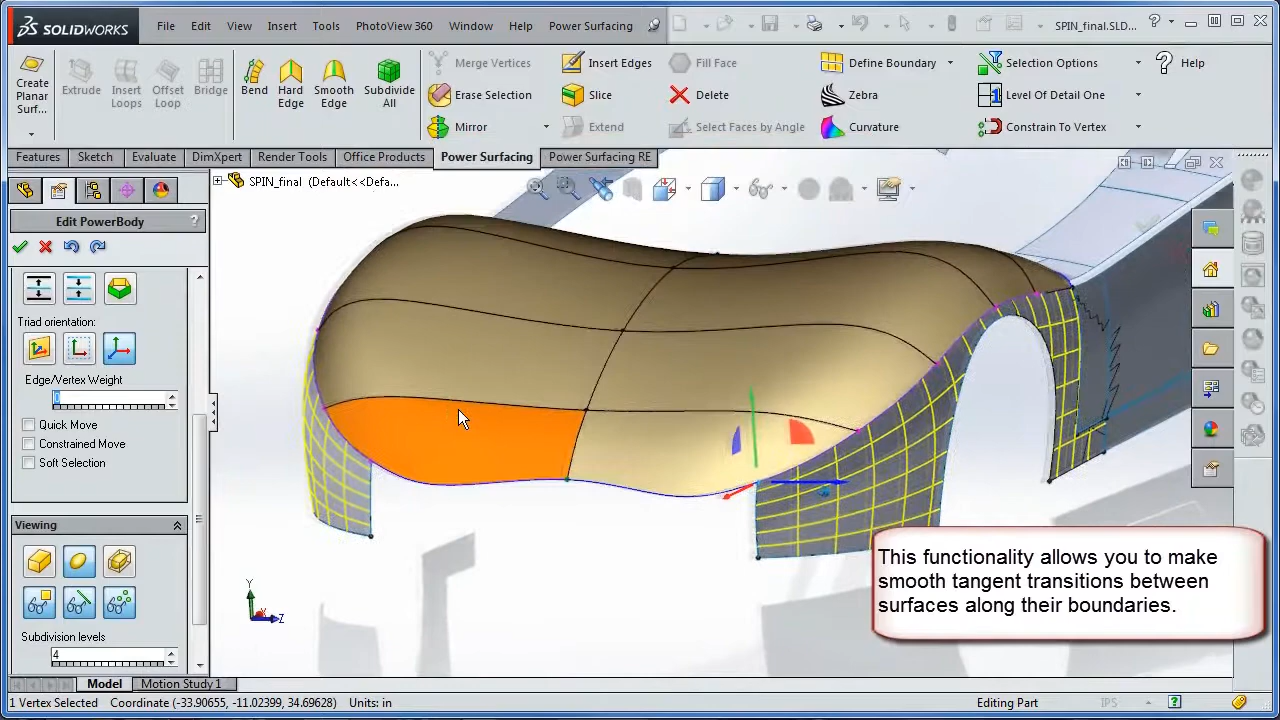 SOLIDWORKS File Edit View Insert Tools PhotoView 360 Window Help Power Surfacing SPIN_final.SLD... ?
Create Planar Surf... Extrude Insert Loops Offset Loop Bridge Bend Hard Edge Smooth Edge Subdivide All
Merge Vertices Insert Edges Fill Face Define Boundary Selection Options Help
Erase Selection Slice Delete Zebra Level Of Detail One
Mirror Extend Select Faces by Angle Curvature Constrain To Vertex
Features Sketch Evaluate DimXpert Render Tools Office Products Power Surfacing Power Surfacing RE
SPIN_final (Default<<Defa...
Edit PowerBody ?
Triad orientation:
Edge/Vertex Weight
0
Quick Move
Constrained Move
Soft Selection
Viewing
Subdivision levels
4
Y
X
Z
This functionality allows you to make
smooth tangent transitions between
surfaces along their boundaries.
Model Motion Study 1
1 Vertex Selected Coordinate (-33.90655, -11.02399, 34.69628) Units: in Editing Part IPS ?